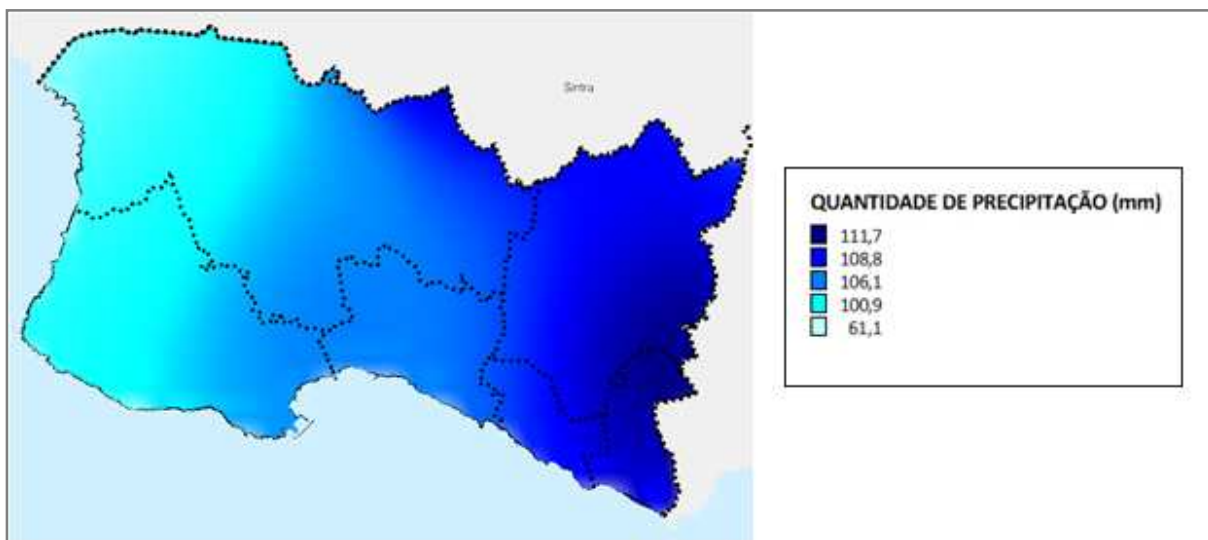 Sintra
QUANTIDADE DE PRECIPITAÇÃO (mm)
111,7
108,8
106,1
100,9
61,1